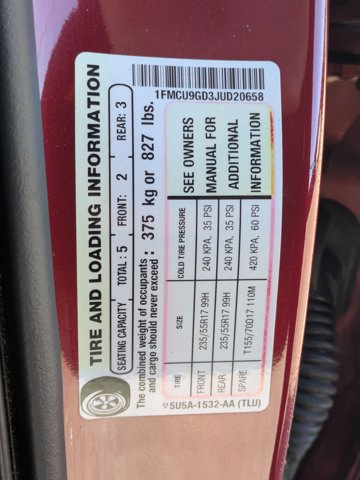 TIRE AND LOADING INFORMATION
SEATING CAPACITY TOTAL : 5 FRONT: 2 REAR: 3
The combined weight of occupants and cargo should never exceed : 375 kg or 827 lbs.
TIRE SIZE COLD TIRE PRESSURE
FRONT 235/55R17 99H 240 KPA, 35 PSI
REAR 235/55R17 99H 240 KPA, 35 PSI
SPARE T155/70D17 110M 420 KPA, 60 PSI
SEE OWNERS
MANUAL FOR
ADDITIONAL
INFORMATION
5U5A-1532-AA (TLU)
1FMCU9GD3JUD20658